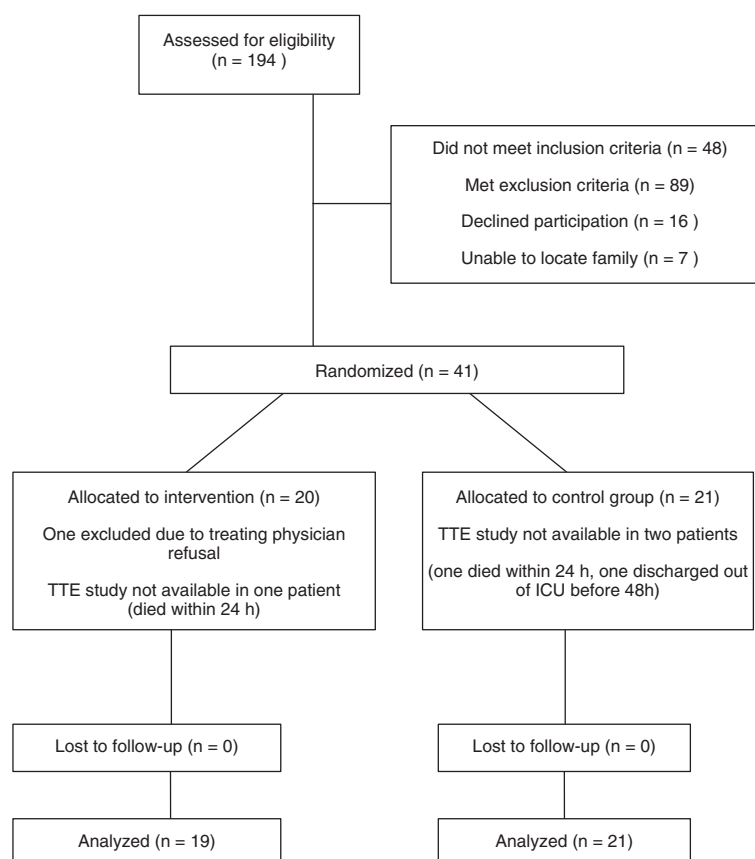 Assessed for eligibility
(n = 194 )
Did not meet inclusion criteria (n = 48)
Met exclusion criteria (n = 89)
Declined participation (n = 16 )
Unable to locate family (n = 7 )
Randomized (n = 41)
Allocated to intervention (n = 20)
One excluded due to treating physician
refusal
TTE study not available in one patient
(died within 24 h)
Allocated to control group (n = 21)
TTE study not available in two patients
(one died within 24 h, one discharged out
of ICU before 48h)
Lost to follow-up (n = 0)
Lost to follow-up (n = 0)
Analyzed (n = 19)
Analyzed (n = 21)